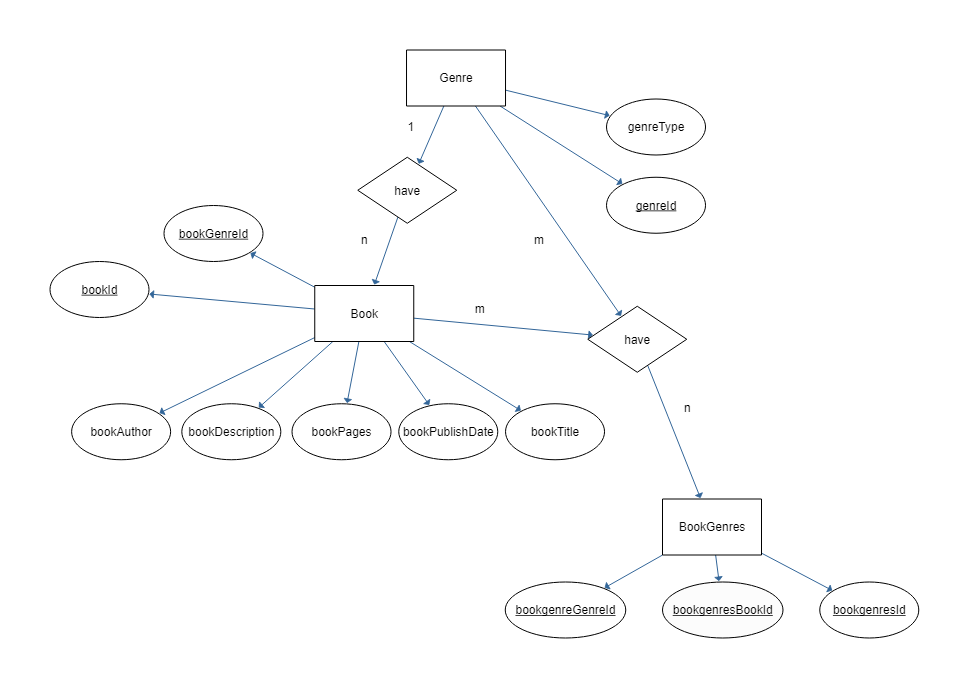 Genre
1
genreType
have
genreId
bookGenreId
n
m
bookId
Book
m
have
n
bookAuthor
bookDescription
bookPages
bookPublishDate
bookTitle
BookGenres
bookgenreGenreId
bookgenresBookId
bookgenresId